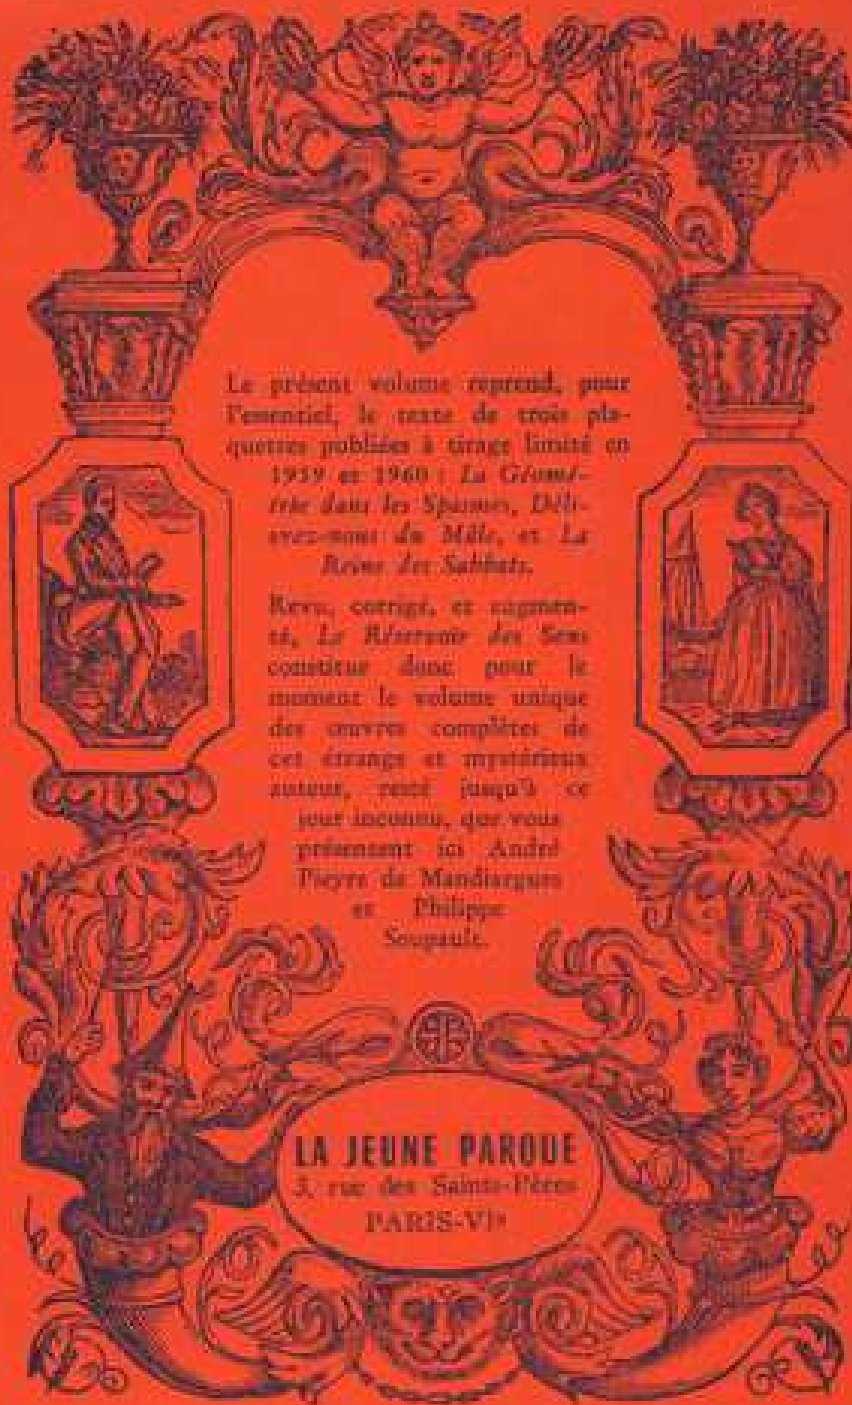 Le présent volume reprend, pour
l'essentiel, le texte de trois pla-
quettes publiées à tirage limité en
1959 et 1960 : La Géomé-
trie dans les Spasmes, Déli-
vrez-nous du Mâle, et La
Reine des Sabbats.
Revu, corrigé, et augmen-
té, Le Réservoir des Sens
constitue donc pour le
moment le volume unique
des œuvres complètes de
cet étrange et mystérieux
auteur, resté jusqu'à ce
jour inconnu, que vous
présentent ici André
Pieyre de Mandiargues
et Philippe
Soupault.
LA JEUNE PARQUE
3, rue des Saints-Pères
PARIS-VIe